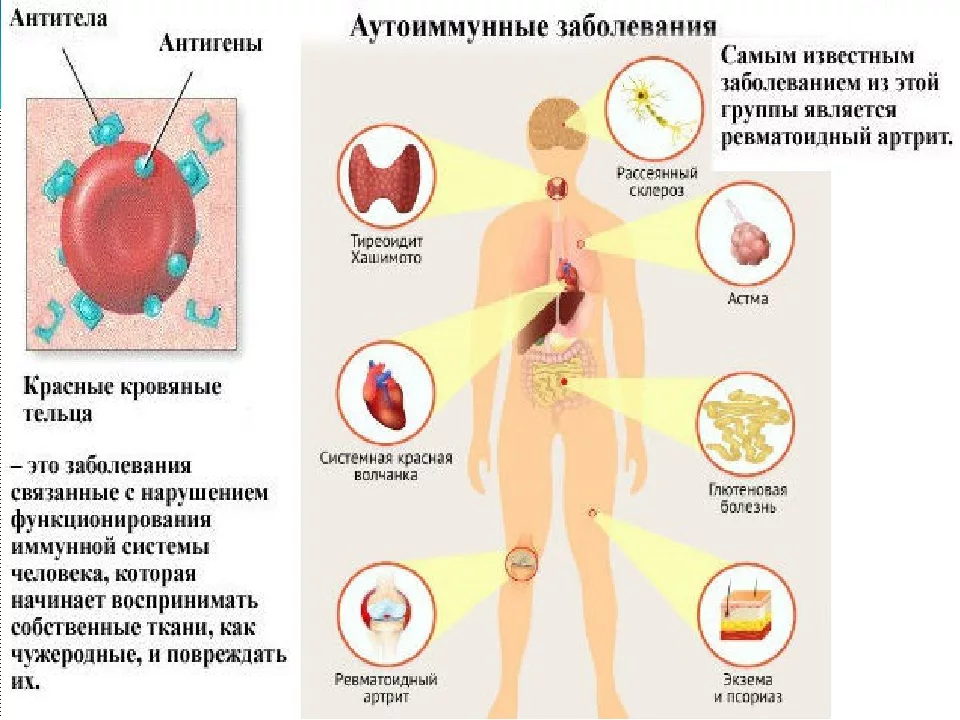 Антитела
Антигены
Красные кровяные
тельца
– это заболевания
связанные с нарушением
функционирования
иммунной системы
человека, которая
начинает воспринимать
собственные ткани, как
чужеродные, и повреждать
их.
Аутоиммунные заболевания
Самым известным
заболеванием из этой
группы является
ревматоидный артрит.
Рассеянный
склероз
Тиреоидит
Хашимото
Астма
Системная красная
волчанка
Глютеновая
болезнь
Ревматоидный
артрит
Экзема
и псориаз